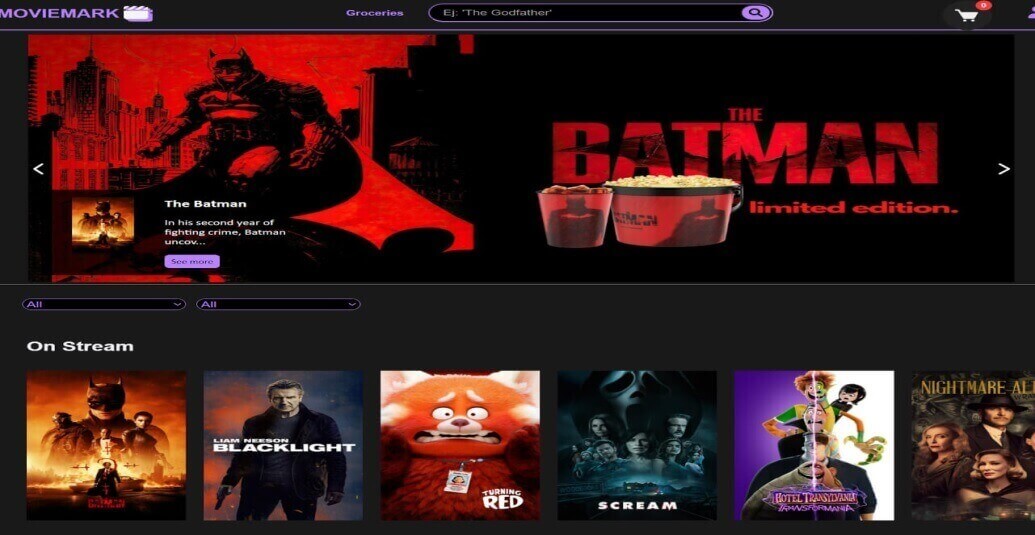 MOVIEMARK
Groceries
Ej: 'The Godfather'
0
THE
BATMAN
limited edition.
The Batman
In his second year of
fighting crime, Batman
uncov...
See more
<
>
All
All
On Stream
LIAM NEESON
BLACKLIGHT
TURNING
RED
SCREAM
HOTEL TRANSYLVANIA
TRANSFORMANIA
NIGHTMARE